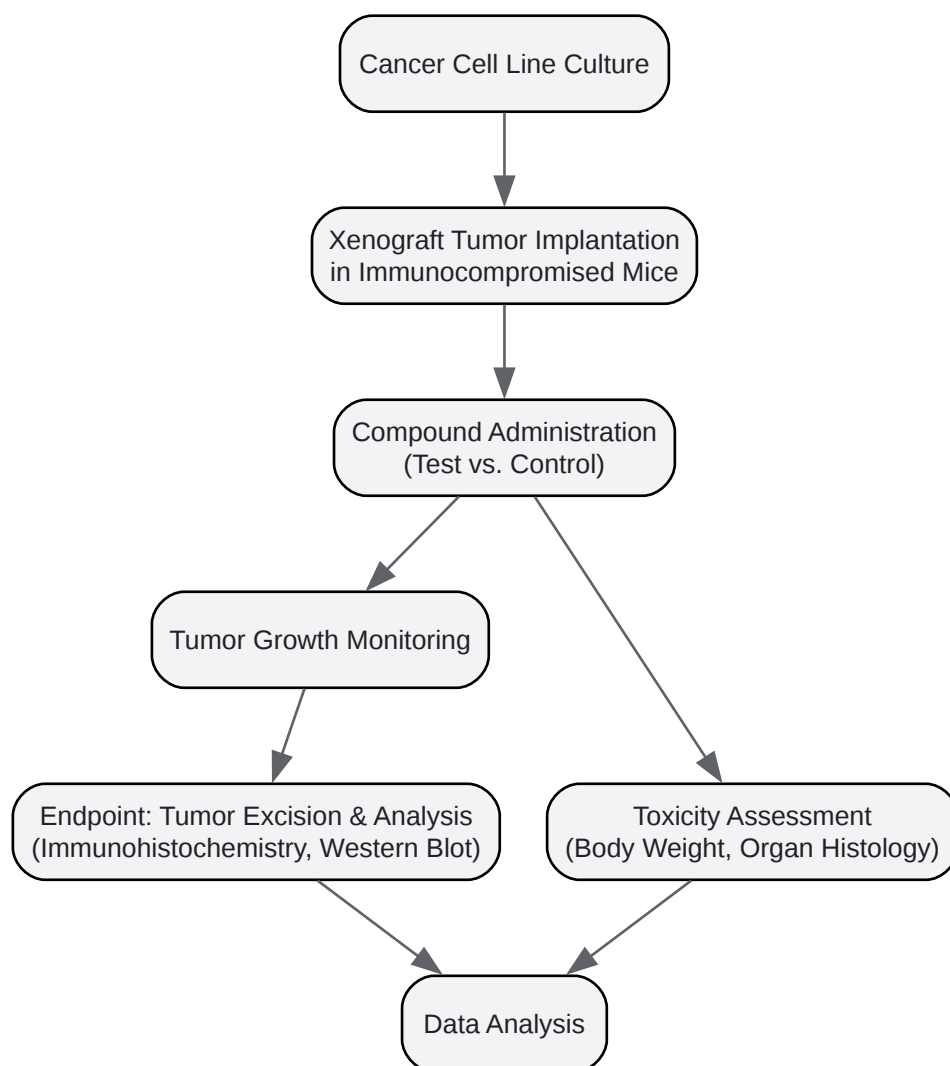 Cancer Cell Line Culture
Xenograft Tumor Implantation
in Immunocompromised Mice
Compound Administration
(Test vs. Control)
Tumor Growth Monitoring
Endpoint: Tumor Excision & Analysis
(Immunohistochemistry, Western Blot)
Toxicity Assessment
(Body Weight, Organ Histology)
Data Analysis